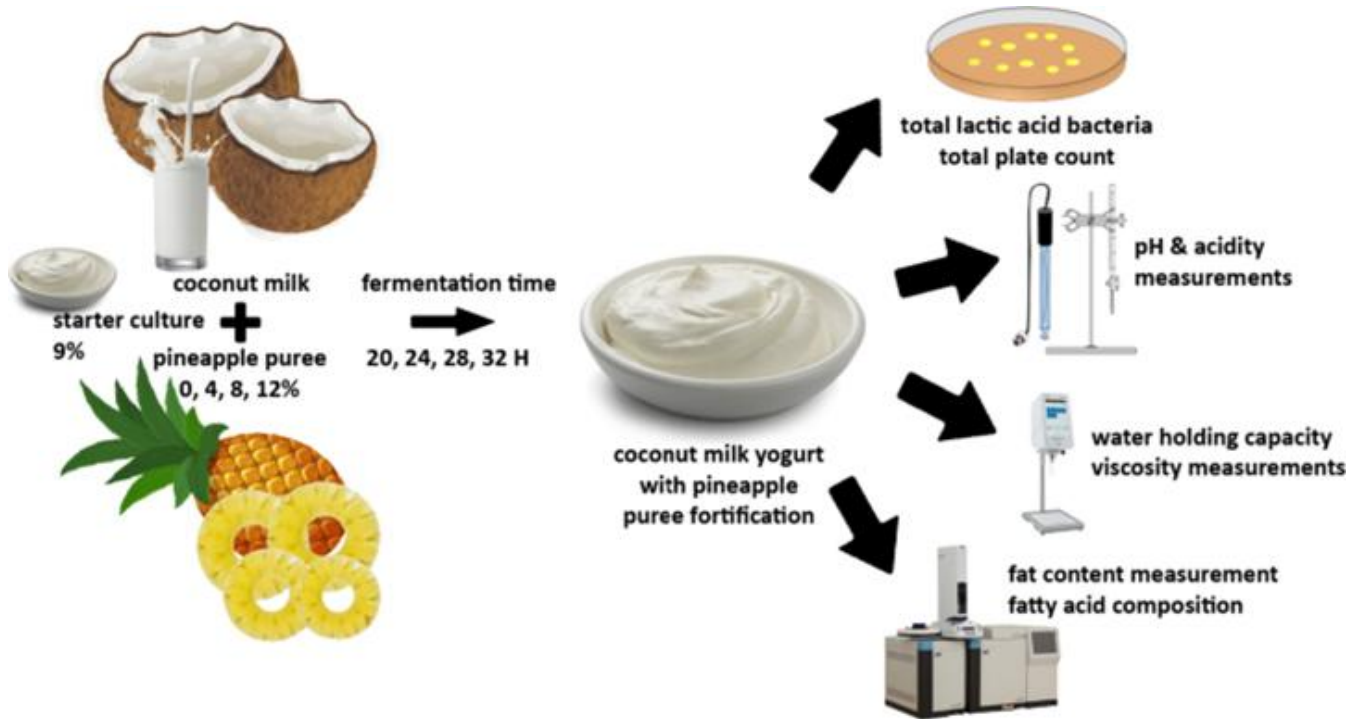 coconut milk
starter culture
9%
pineapple puree
0, 4, 8, 12%
fermentation time
20, 24, 28, 32 H
coconut milk yogurt
with pineapple
puree fortification
total lactic acid bacteria
total plate count
pH & acidity
measurements
water holding capacity
viscosity measurements
fat content measurement
fatty acid composition